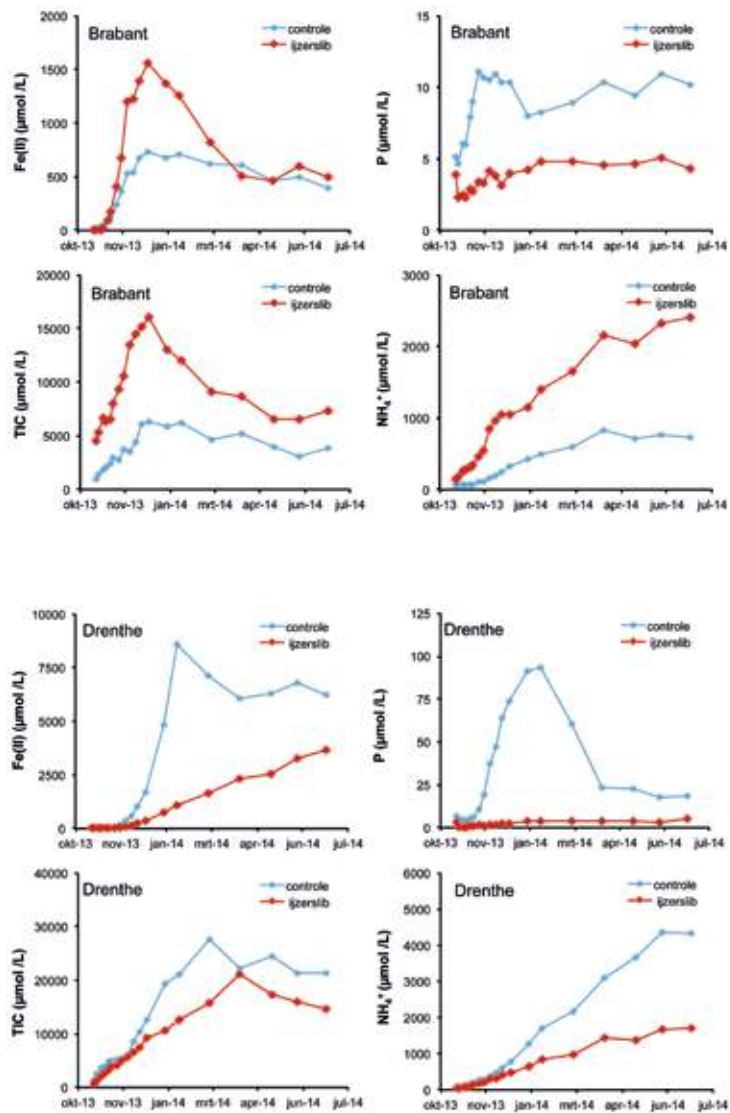 Brabant
controle
ijzerslib
Fe(II) (µmol /L)
2000
1500
1000
500
0
okt-13 nov-13 jan-14 mrt-14 apr-14 jun-14 jul-14
Brabant
controle
ijzerslib
P (µmol /L)
15
10
5
0
okt-13 nov-13 jan-14 mrt-14 apr-14 jun-14 jul-14
Brabant
controle
ijzerslib
TIC (µmol /L)
20000
15000
10000
5000
0
okt-13 nov-13 jan-14 mrt-14 apr-14 jun-14 jul-14
Brabant
controle
ijzerslib
NH₄⁺ (µmol /L)
3000
2000
1000
0
okt-13 nov-13 jan-14 mrt-14 apr-14 jun-14 jul-14
Drenthe
controle
ijzerslib
Fe(II) (µmol /L)
10000
7500
5000
2500
0
okt-13 nov-13 jan-14 mrt-14 apr-14 jun-14 jul-14
Drenthe
controle
ijzerslib
P (µmol /L)
125
100
75
50
25
0
okt-13 nov-13 jan-14 mrt-14 apr-14 jun-14 jul-14
Drenthe
controle
ijzerslib
TIC (µmol /L)
40000
30000
20000
10000
0
okt-13 nov-13 jan-14 mrt-14 apr-14 jun-14 jul-14
Drenthe
controle
ijzerslib
NH₄⁺ (µmol /L)
6000
5000
4000
3000
2000
1000
0
okt-13 nov-13 jan-14 mrt-14 apr-14 jun-14 jul-14